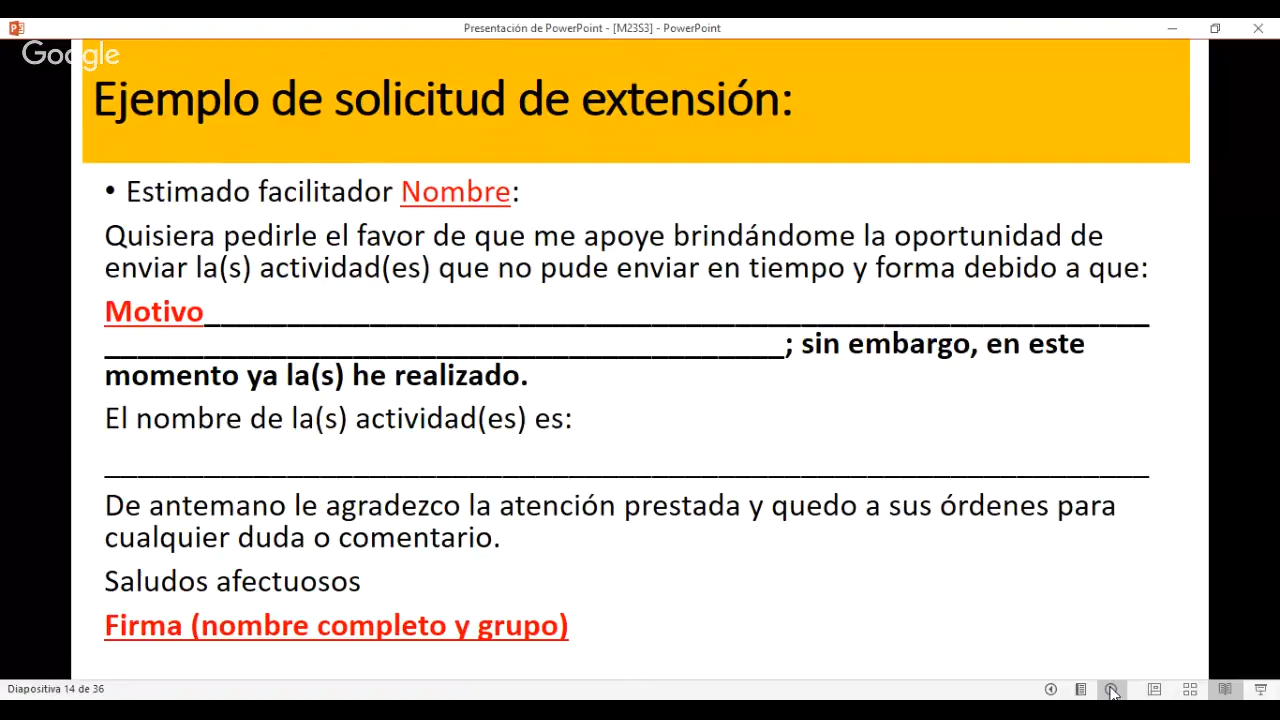 Presentación de PowerPoint - [M23S3] - PowerPoint
Google
Ejemplo de solicitud de extensión:
• Estimado facilitador Nombre:
Quisiera pedirle el favor de que me apoye brindándome la oportunidad de
enviar la(s) actividad(es) que no pude enviar en tiempo y forma debido a que:
Motivo_______________________________________________________________
_____________________________________________; sin embargo, en este
momento ya la(s) he realizado.
El nombre de la(s) actividad(es) es:
______________________________________________________________________
De antemano le agradezco la atención prestada y quedo a sus órdenes para
cualquier duda o comentario.
Saludos afectuosos
Firma (nombre completo y grupo)
Diapositiva 14 de 36